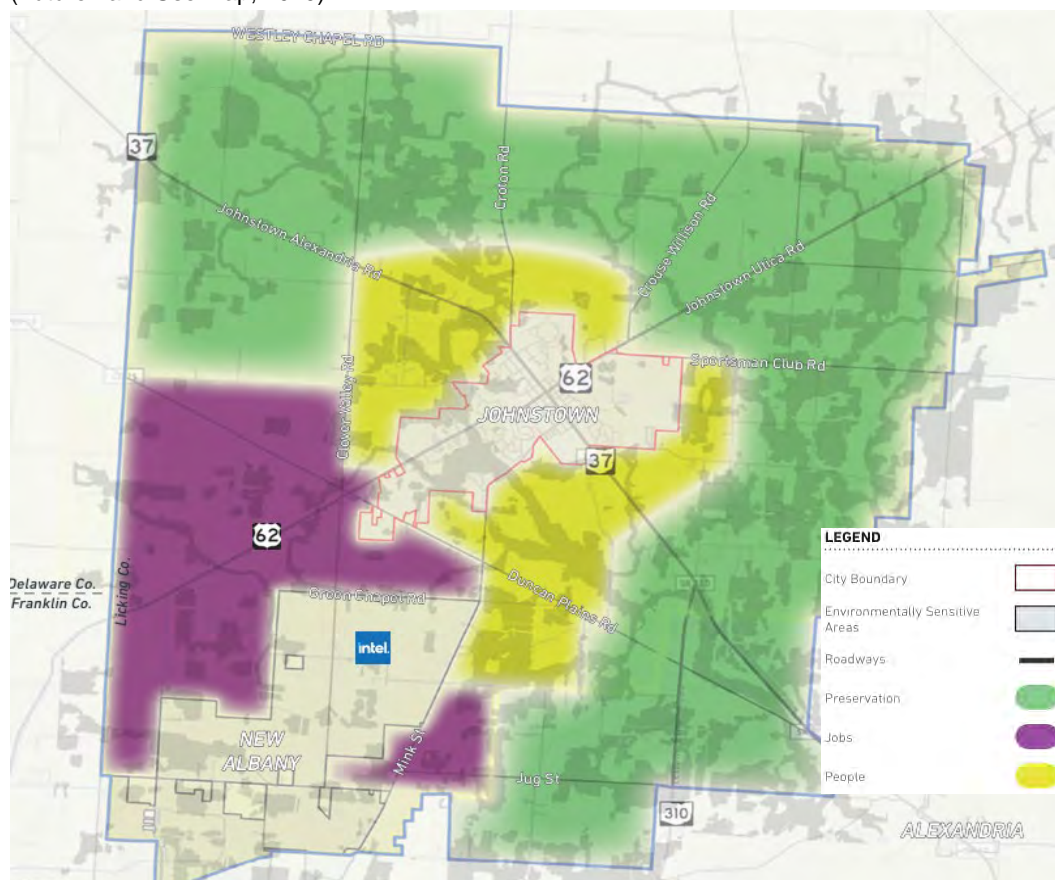 WESTLEY CHAPEL RD
37
Croton Rd
Johnstown Alexandria Rd
Crouse Willison Rd
Johnstown Utica Rd
Sportsman Club Rd
62
JOHNSTOWN
Clover Valley Rd
37
62
Delaware Co.
Franklin Co.
Licking Co.
Green Chapel Rd
Duncan Plains Rd
intel.
NEW
ALBANY
Mink St.
Jug St
310
ALEXANDRIA
LEGEND
City Boundary
Environmentally Sensitive
Areas
Roadways
Preservation
Jobs
People